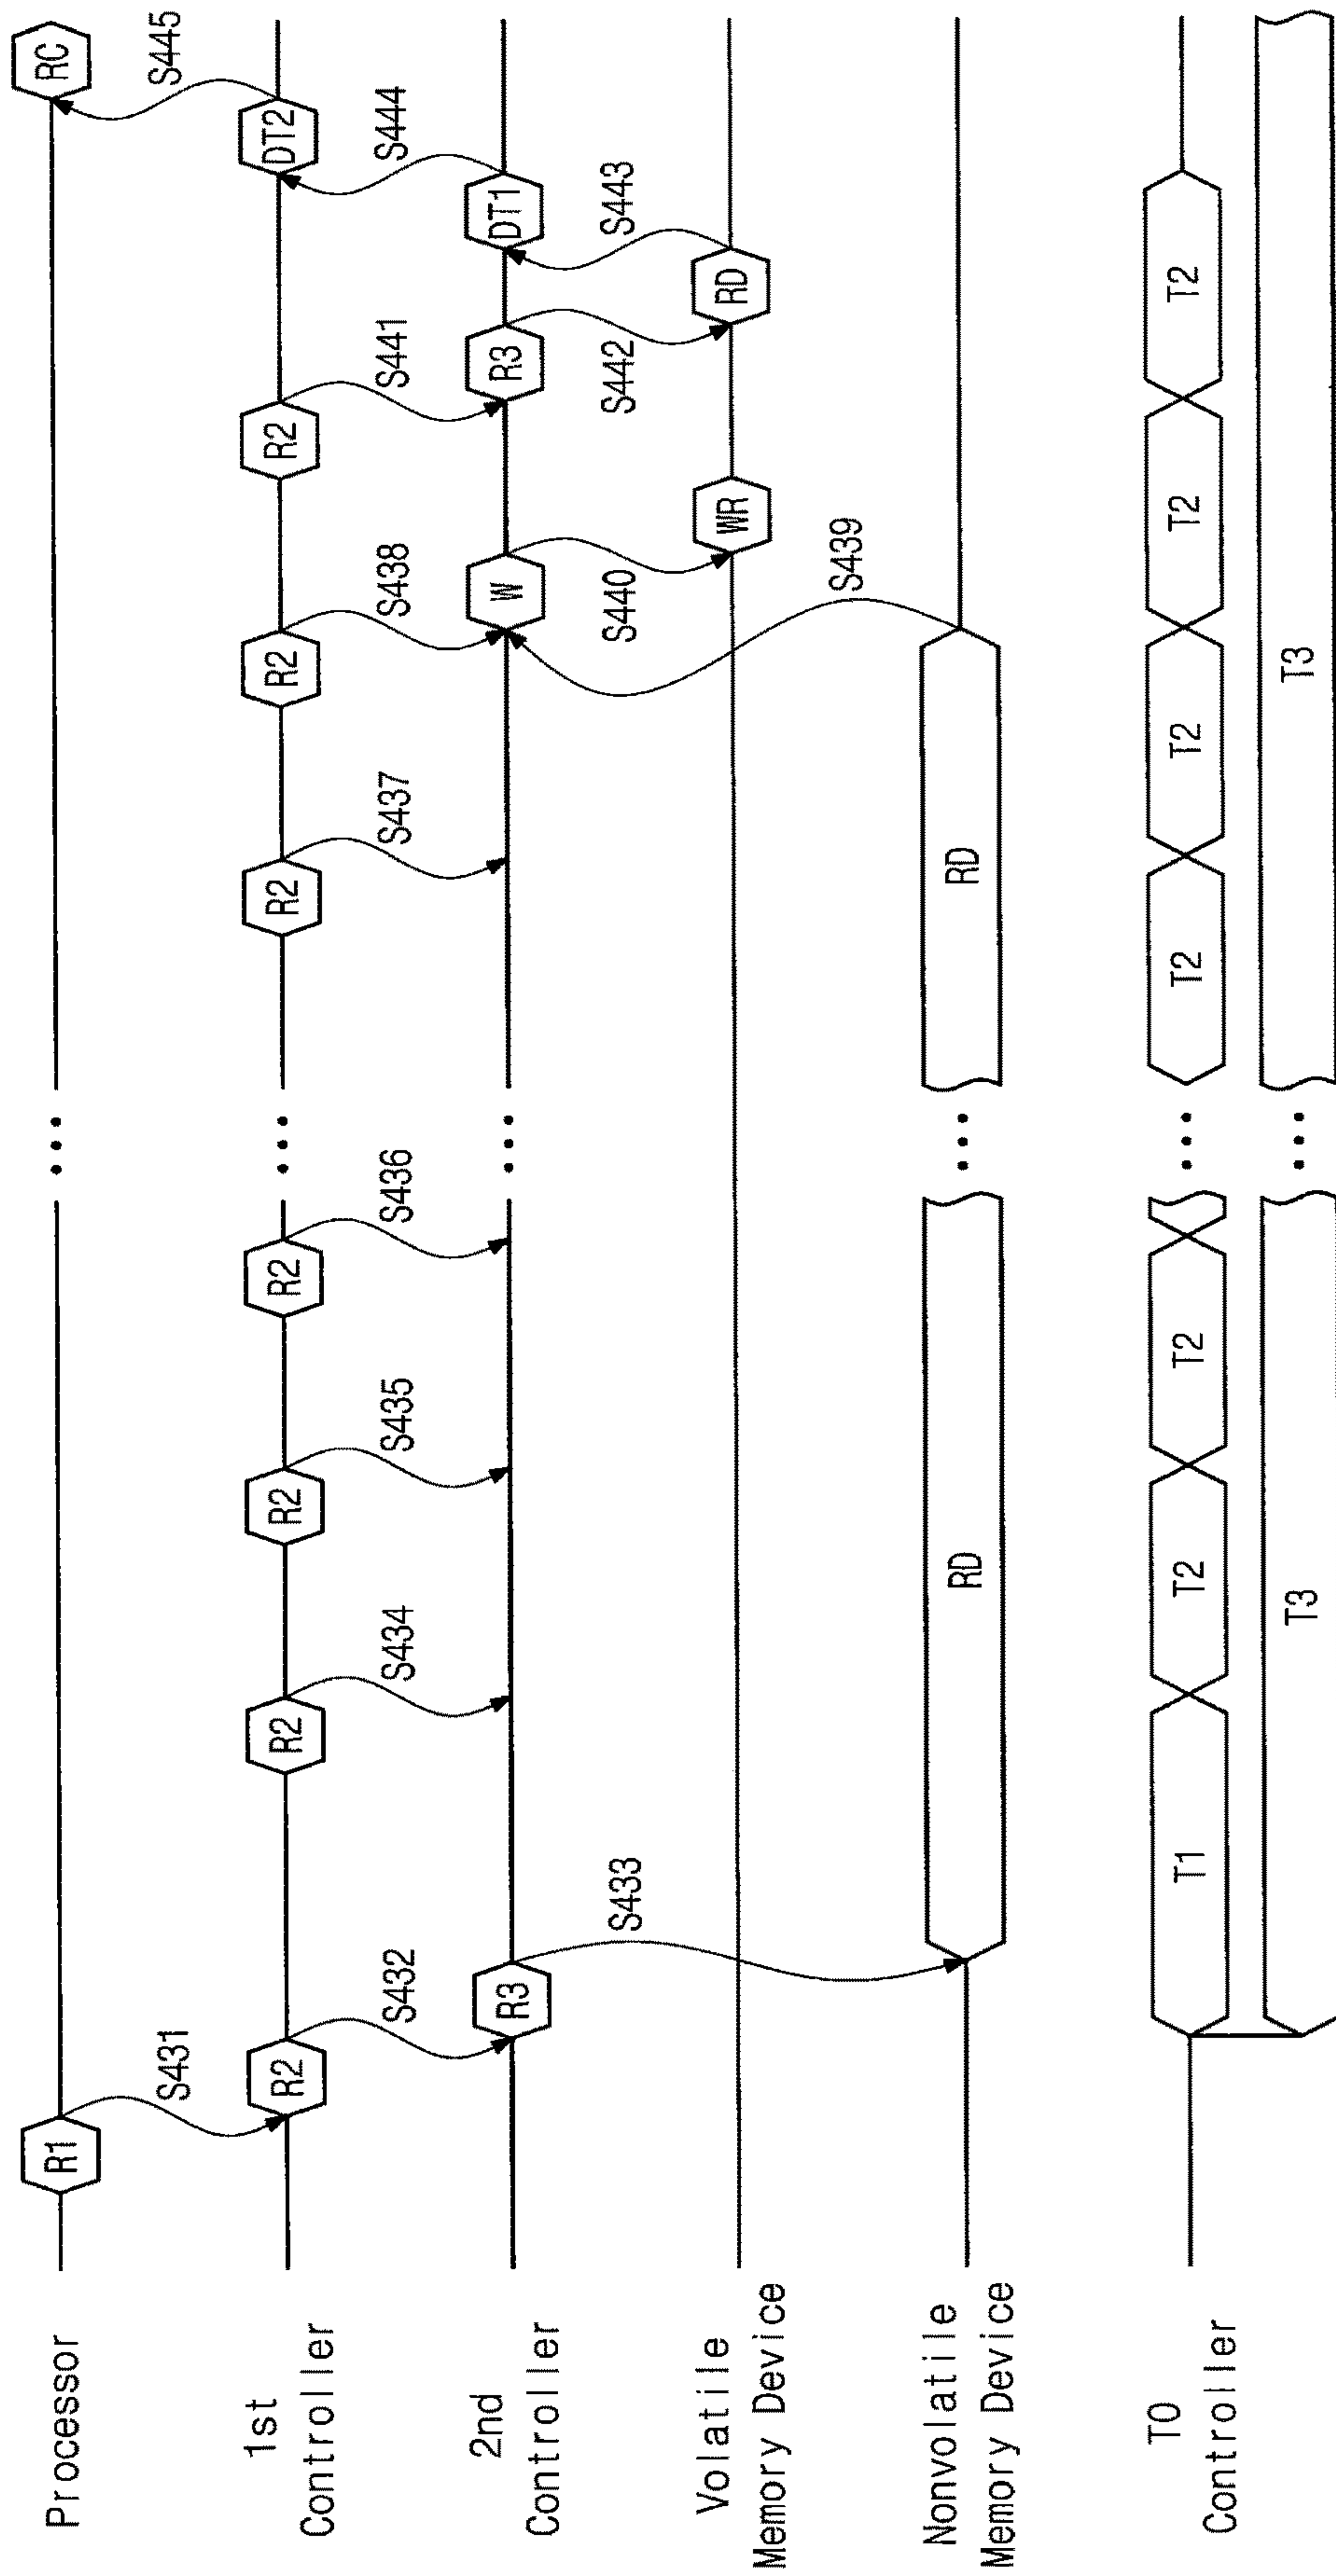 Processor
R1
S431
RC
S445
1st
Controller
R2
S432
R2
S434
R2
S435
R2
S436
R2
S437
R2
S438
R2
S441
DT2
S444
2nd
Controller
R3
S433
W
S440
R3
S442
DT1
S443
Volatile
Memory Device
WR
RD
Nonvolatile
Memory Device
RD
RD
S439
TO
Controller
T1
T2
T2
T2
T2
T2
T2
T3
T3
...
...
...
...
...
...